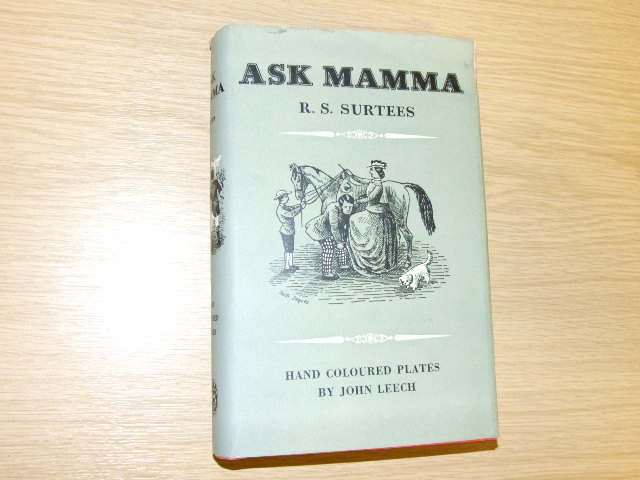 ASK MAMMA
R. S. SURTEES
HAND COLOURED PLATES
BY JOHN LEECH